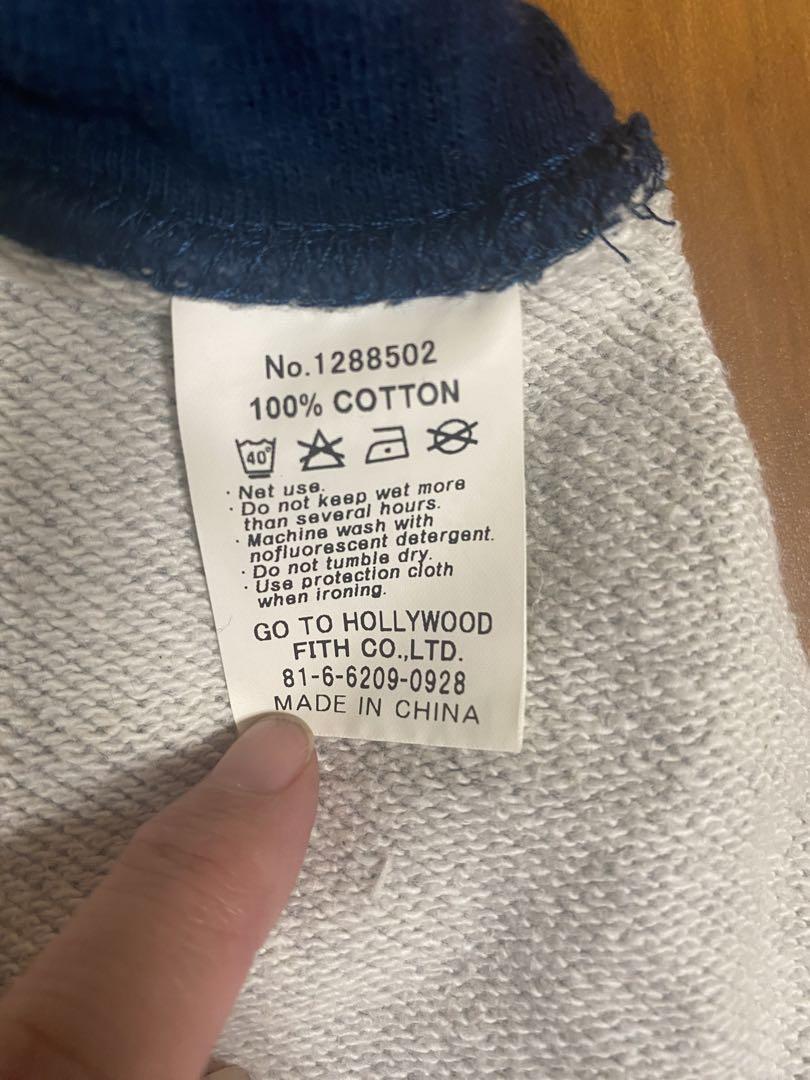 No.1288502
100% COTTON
40°
· Net use.
· Do not keep wet more
than several hours.
· Machine wash with
nofluorescent detergent.
· Do not tumble dry.
· Use protection cloth
when ironing.
GO TO HOLLYWOOD
FITH CO.,LTD.
81-6-6209-0928
MADE IN CHINA